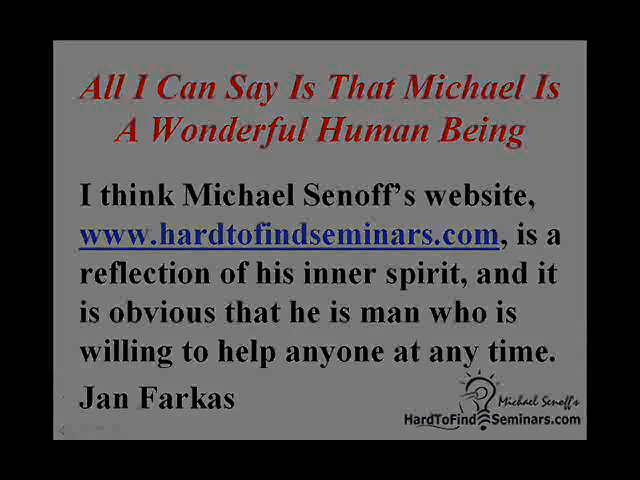 All I Can Say Is That Michael Is
A Wonderful Human Being
I think Michael Senoff's website,
www.hardtofindseminars.com, is a
reflection of his inner spirit, and it
is obvious that he is man who is
willing to help anyone at any time.
Jan Farkas
Michael Senoff's
HardToFindSeminars.com